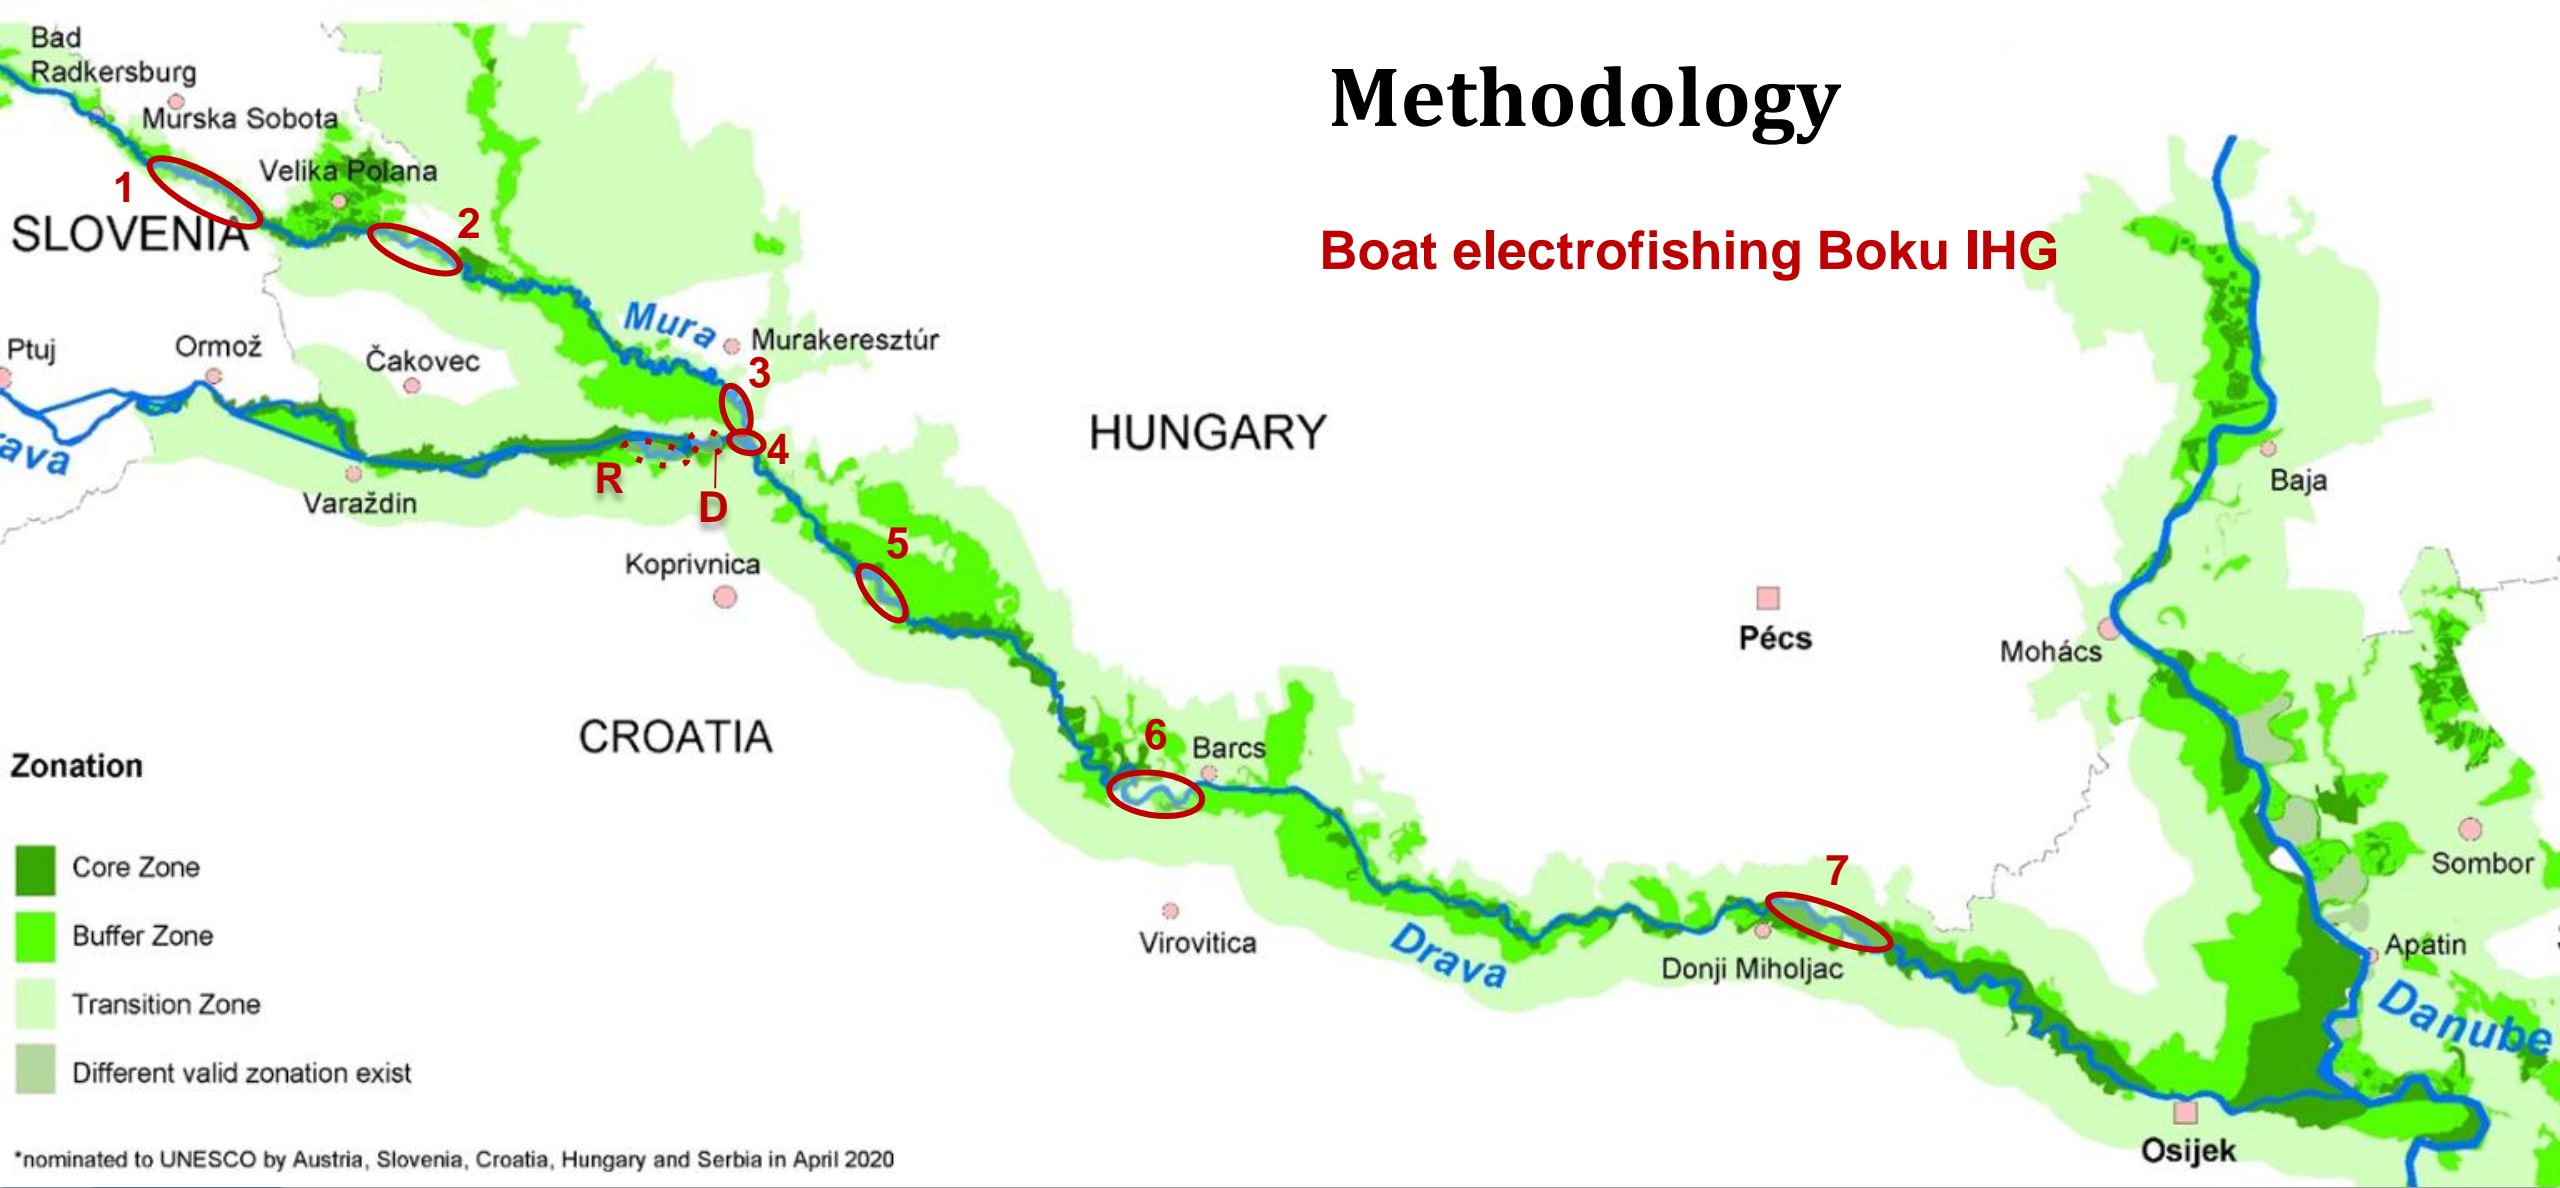 Methodology
Boat electrofishing Boku IHG
Bad
Radkersburg
Murska Sobota
Velika Polana
1
2
SLOVENIA
Mura
Murakeresztúr
Ptuj
Ormož
Čakovec
3
4
rava
R
D
Varaždin
HUNGARY
Koprivnica
5
Baja
Pécs
Mohács
CROATIA
6
Barcs
Virovitica
7
Drava
Donji Miholjac
Sombor
Apatin
Danube
Osijek
Zonation
Core Zone
Buffer Zone
Transition Zone
Different valid zonation exist
*nominated to UNESCO by Austria, Slovenia, Croatia, Hungary and Serbia in April 2020